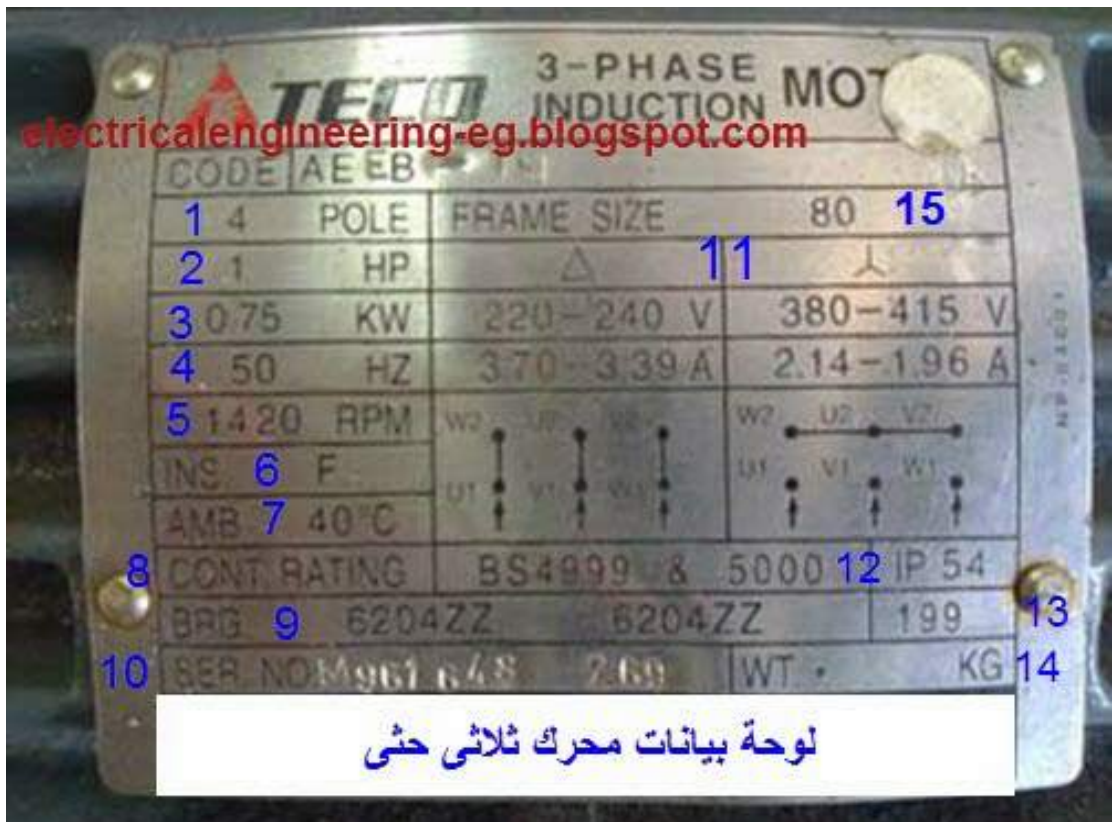 TECO 3-PHASE INDUCTION
electricalengineering-eg.blogspot.com
CODE AEEB
1 4 POLE FRAME SIZE 80 15
2 1 HP △ 11
3 0.75 KW 220-240 V 380-415 V
4 50 HZ 3.70-3.39 A 2.14-1.96 A
5 1420 RPM W2 U2 V2 W2 U2 V2
INS. 6 F
U1 V1 W1 U1 V1 W1
AMB. 7 40°C
8 CONT. RATING BS4999 & 5000 12 IP 54
BRG. 9 6204ZZ 6204ZZ 199 13
10 SER. NO. M961 648 269 WT. KG 14
لوحة بيانات محرك ثلاثى حثى